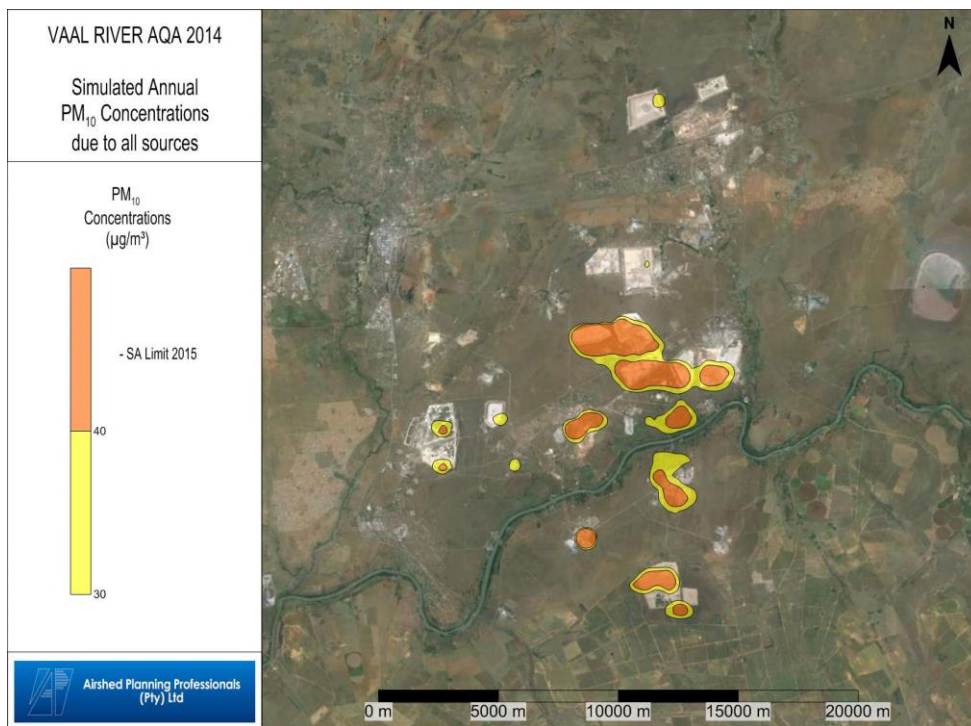 VAAL RIVER AQA 2014
Simulated Annual
PM₁₀ Concentrations
due to all sources
PM₁₀
Concentrations
(µg/m³)
- SA Limit 2015
40
30
Airshed Planning Professionals
(Pty) Ltd
N
0 m 5000 m 10000 m 15000 m 20000 m